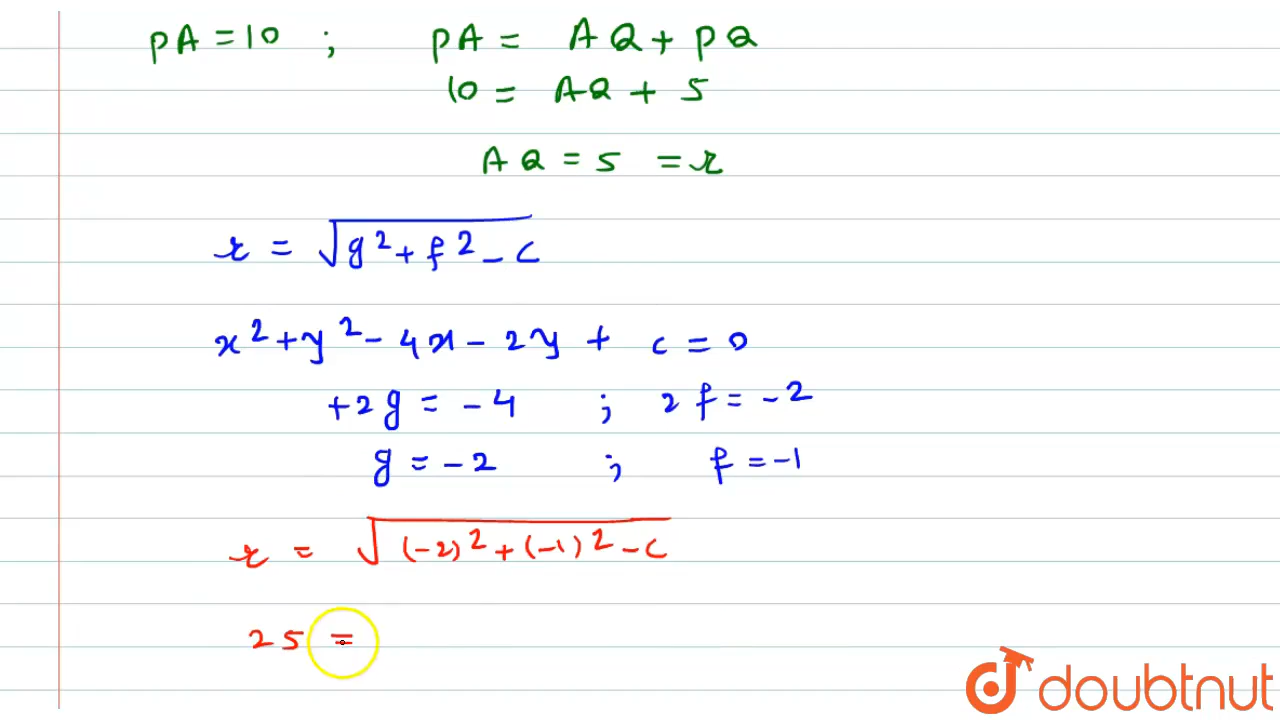 PA = 10 ; PA = AQ + PQ
10 = AQ + 5
AQ = 5 = r
r = √(g² + f² - c)
x² + y² - 4x - 2y + c = 0
+2g = -4 ; 2f = -2
g = -2 ; f = -1
r = √((-2)² + (-1)² - c)
25 =
doubtnut